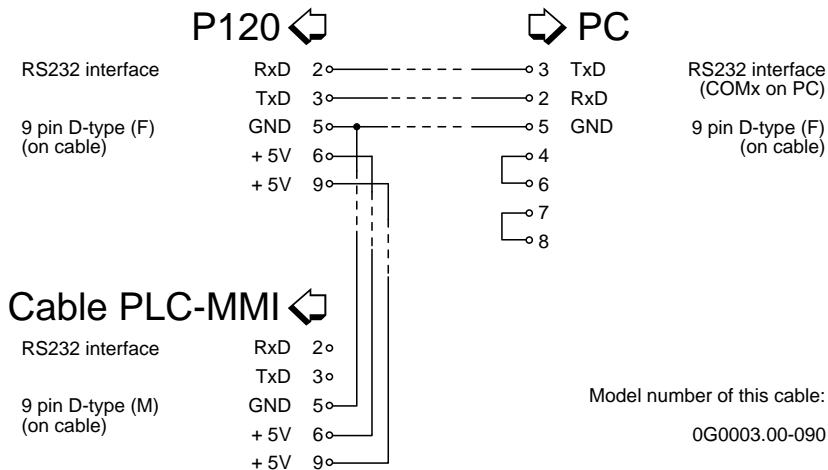 P120 PC
RS232 interface RxD 2 3 TxD RS232 interface
(COMx on PC)
TxD 3 2 RxD
9 pin D-type (F) GND 5 5 GND 9 pin D-type (F)
(on cable) (on cable)
+ 5V 6 4
+ 5V 9 6
7
8
Cable PLC-MMI
RS232 interface RxD 2
TxD 3
9 pin D-type (M) GND 5
(on cable)
+ 5V 6
+ 5V 9
Model number of this cable:
0G0003.00-090